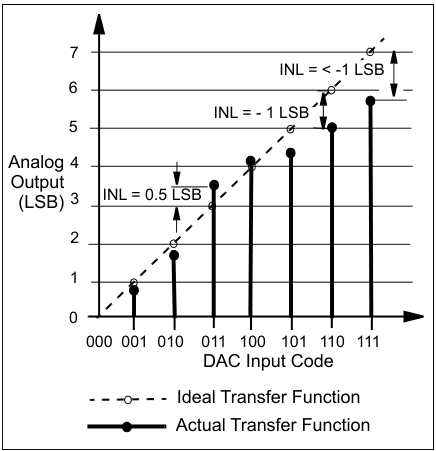 7
INL = < -1 LSB
6
INL = - 1 LSB
5
Analog
Output
(LSB)
4
INL = 0.5 LSB
3
2
1
0
000 001 010 011 100 101 110 111
DAC Input Code
Ideal Transfer Function
Actual Transfer Function